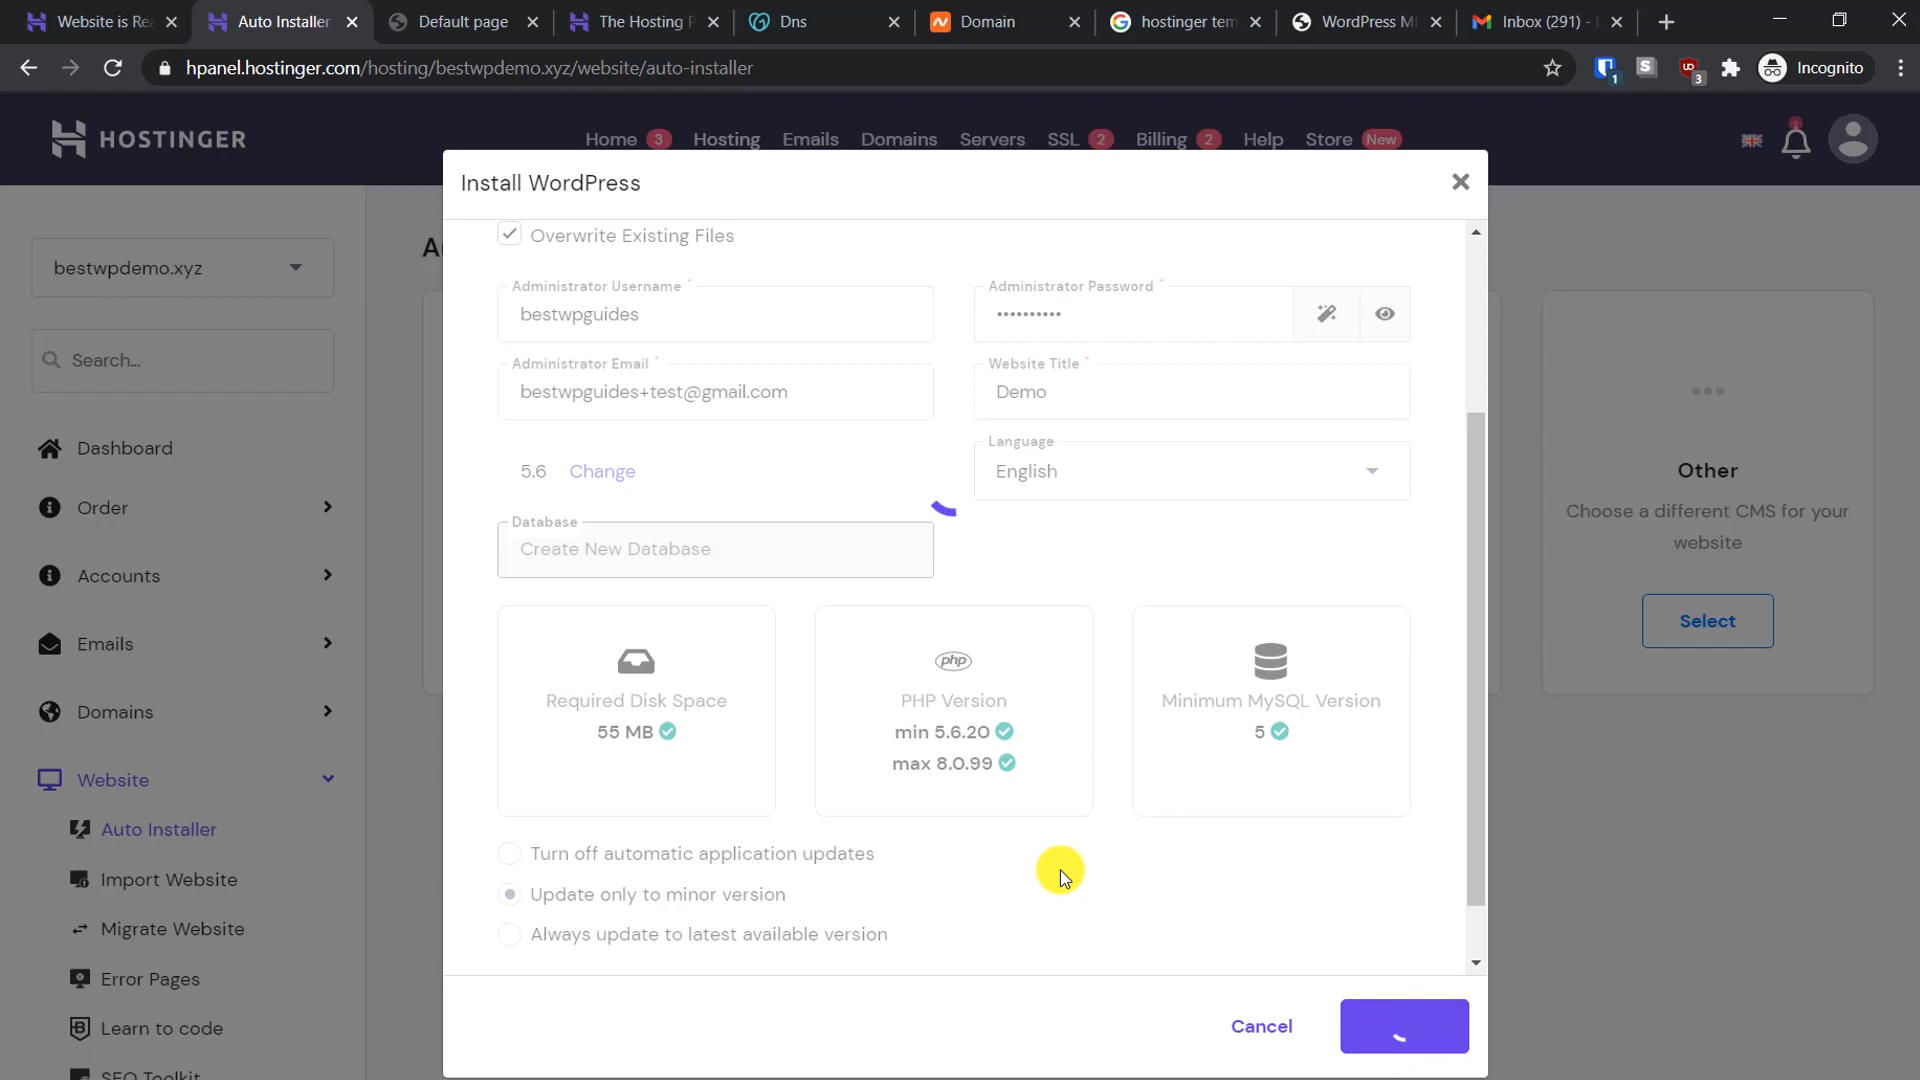 Website is Re
Auto Installer
Default page
The Hosting P
Dns
Domain
hostinger tem
WordPress Mi
Inbox (291) -
hpanel.hostinger.com/hosting/bestwpdemo.xyz/website/auto-installer
1
S
3
Incognito
HOSTINGER
Home 3 Hosting Emails Domains Servers SSL 2 Billing 2 Help Store New
Install WordPress
bestwpdemo.xyz
Search...
Dashboard
Order
Accounts
Emails
Domains
Website
Auto Installer
Import Website
Migrate Website
Error Pages
Learn to code
SEO Toolkit
Overwrite Existing Files
Administrator Username *
bestwpguides
Administrator Password *
••••••••••
Administrator Email *
bestwpguides+test@gmail.com
Website Title *
Demo
5.6 Change
Language
English
Database
Create New Database
Required Disk Space
55 MB
php
PHP Version
min 5.6.20
max 8.0.99
Minimum MySQL Version
5
Turn off automatic application updates
Update only to minor version
Always update to latest available version
Cancel
Other
Choose a different CMS for your
website
Select